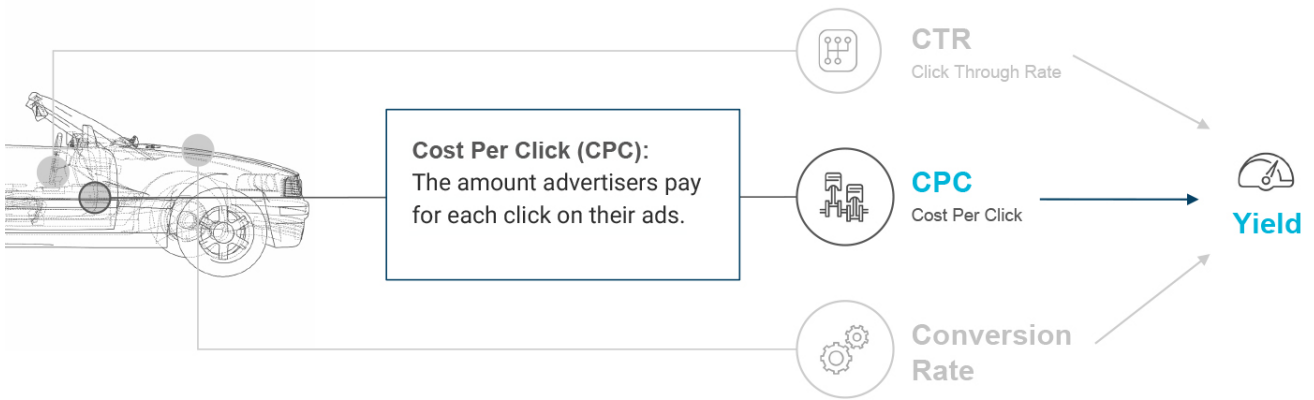 CTR
Click Through Rate
Cost Per Click (CPC):
The amount advertisers pay
for each click on their ads.
CPC
Cost Per Click
Yield
Conversion
Rate